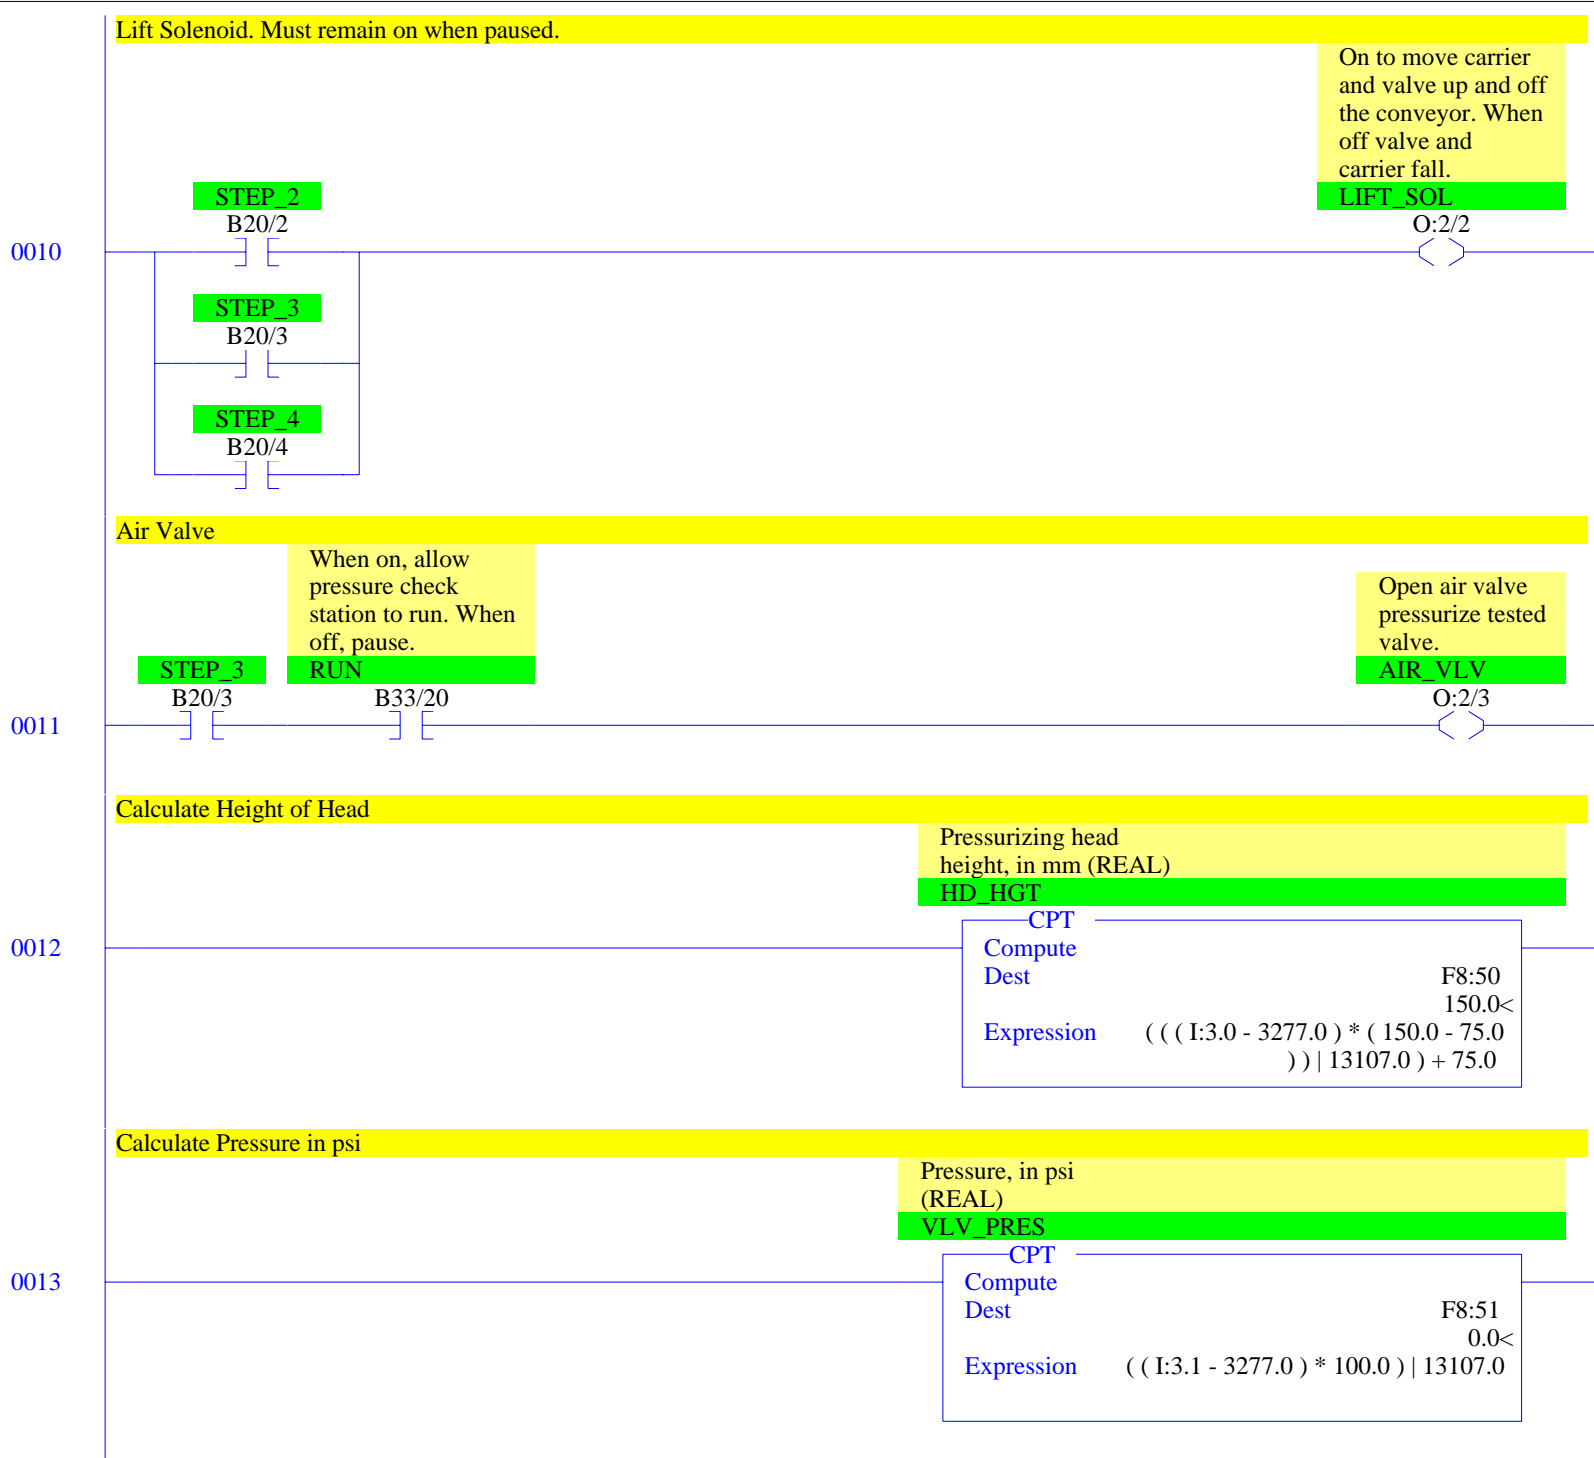 Lift Solenoid. Must remain on when paused.
On to move carrier
and valve up and off
the conveyor. When
off valve and
carrier fall.
STEP_2
LIFT_SOL
B20/2
O:2/2
0010
STEP_3
B20/3
STEP_4
B20/4
Air Valve
When on, allow
pressure check
station to run. When
off, pause.
Open air valve
pressurize tested
valve.
STEP_3
RUN
AIR_VLV
B20/3
B33/20
O:2/3
0011
Calculate Height of Head
Pressurizing head
height, in mm (REAL)
HD_HGT
CPT
0012
Compute
Dest F8:50
150.0<
Expression ( ( ( I:3.0 - 3277.0 ) * ( 150.0 - 75.0
) ) | 13107.0 ) + 75.0
Calculate Pressure in psi
Pressure, in psi
(REAL)
VLV_PRES
CPT
0013
Compute
Dest F8:51
0.0<
Expression ( ( I:3.1 - 3277.0 ) * 100.0 ) | 13107.0